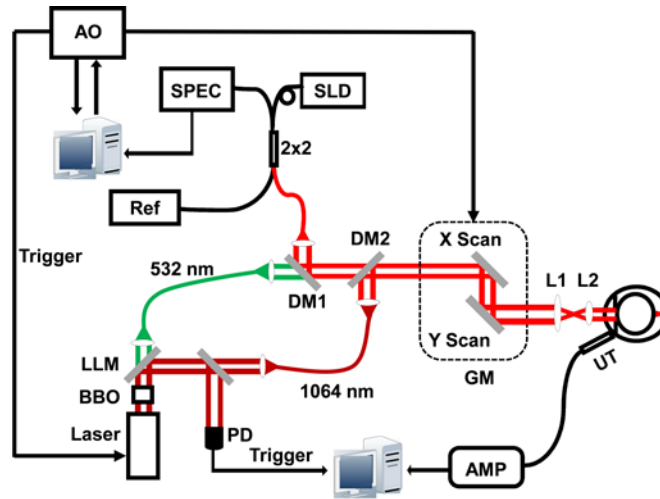 AO
SPEC
SLD
2x2
Ref
Trigger
532 nm
DM2
X Scan
DM1
L1 L2
Y Scan
LLM
UT
GM
BBO
1064 nm
Laser
PD
Trigger
AMP